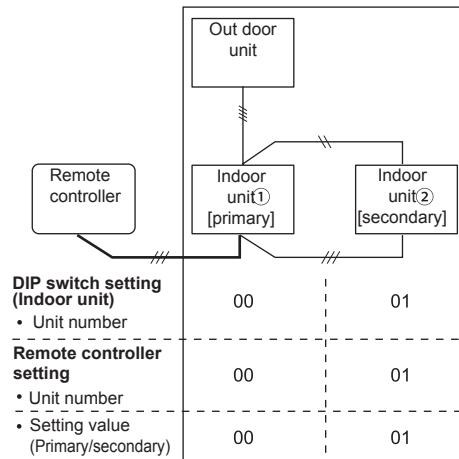 Out door
unit
Remote
controller
Indoor
unit①
[primary]
Indoor
unit②
[secondary]
DIP switch setting
(Indoor unit)
• Unit number
00
01
Remote controller
setting
• Unit number
00
01
• Setting value
(Primary/secondary)
00
01